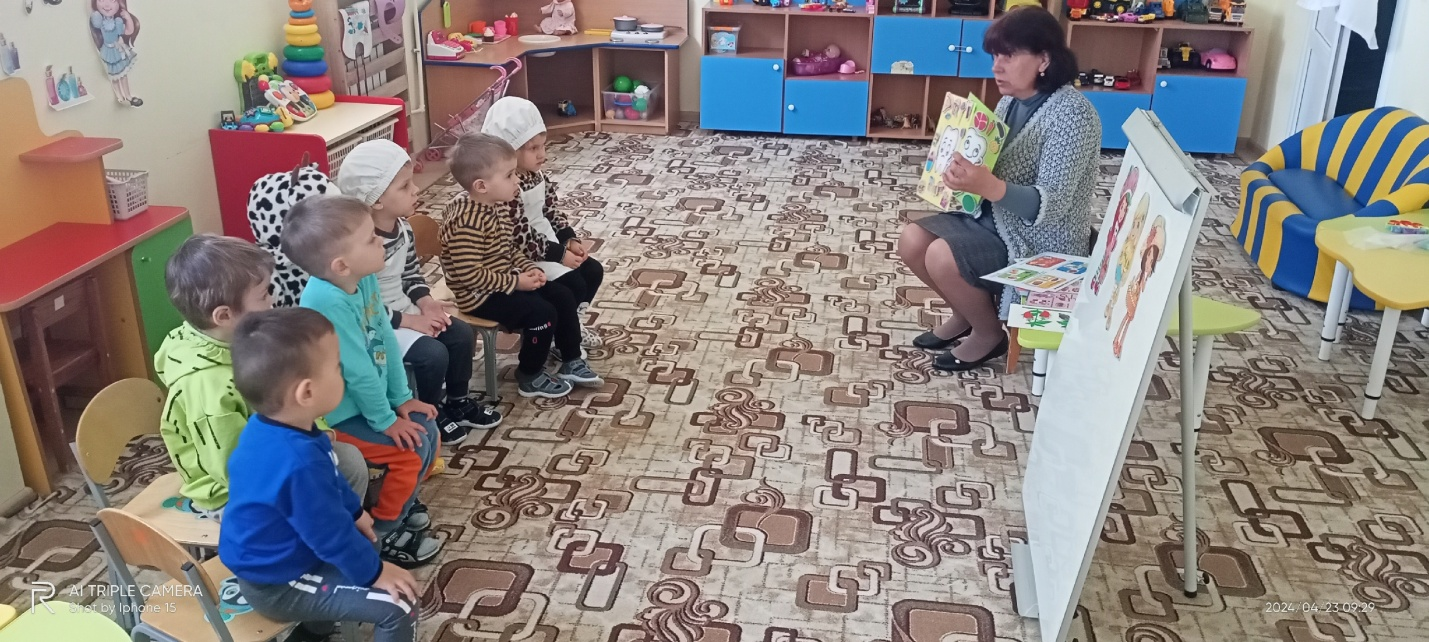 AI TRIPLE CAMERA
Shot by Iphone 15
2024/04/23 09:29